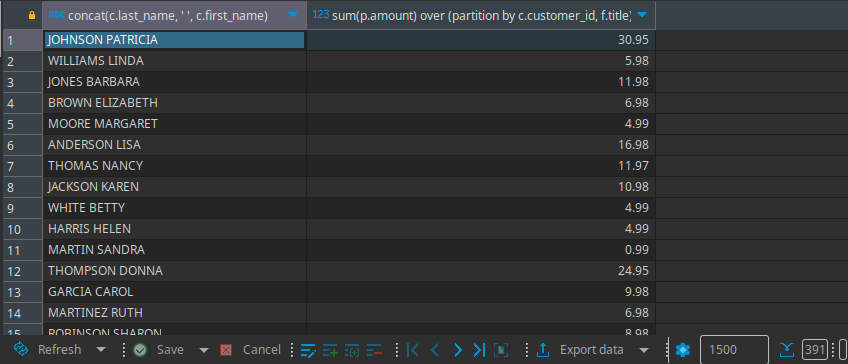 abc concat(c.last_name, ' ', c.first_name) 123 sum(p.amount) over (partition by c.customer_id, f.title)
1 JOHNSON PATRICIA 30.95
2 WILLIAMS LINDA 5.98
3 JONES BARBARA 11.98
4 BROWN ELIZABETH 6.98
5 MOORE MARGARET 4.99
6 ANDERSON LISA 16.98
7 THOMAS NANCY 11.97
8 JACKSON KAREN 10.98
9 WHITE BETTY 4.99
10 HARRIS HELEN 4.99
11 MARTIN SANDRA 0.99
12 THOMPSON DONNA 24.95
13 GARCIA CAROL 9.98
14 MARTINEZ RUTH 6.98
15 ROBINSON SHARON 8.98
Refresh Save Cancel Export data 1500 391